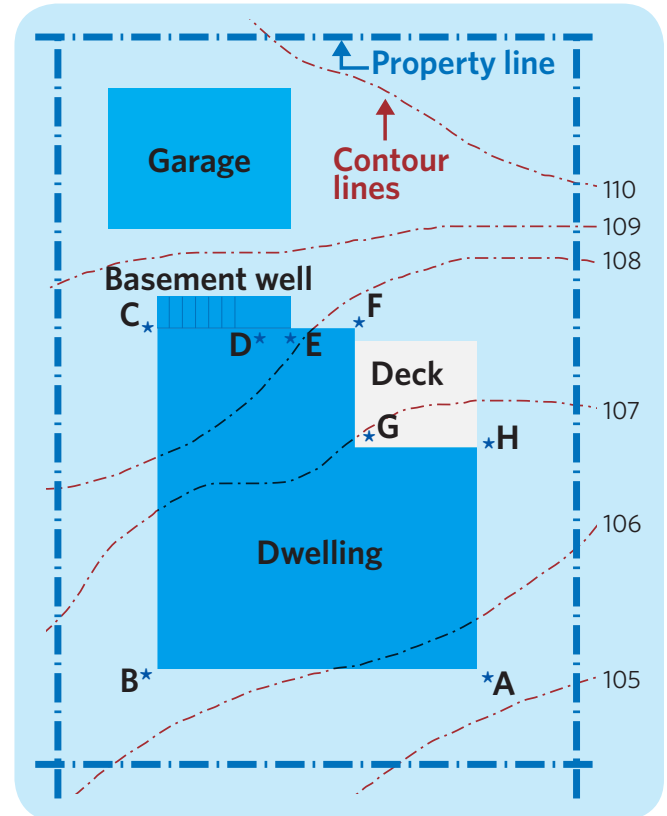 Property line
Garage
Contour
lines
110
109
Basement well
108
C
F
D
E
Deck
107
G
H
106
Dwelling
B
A
105